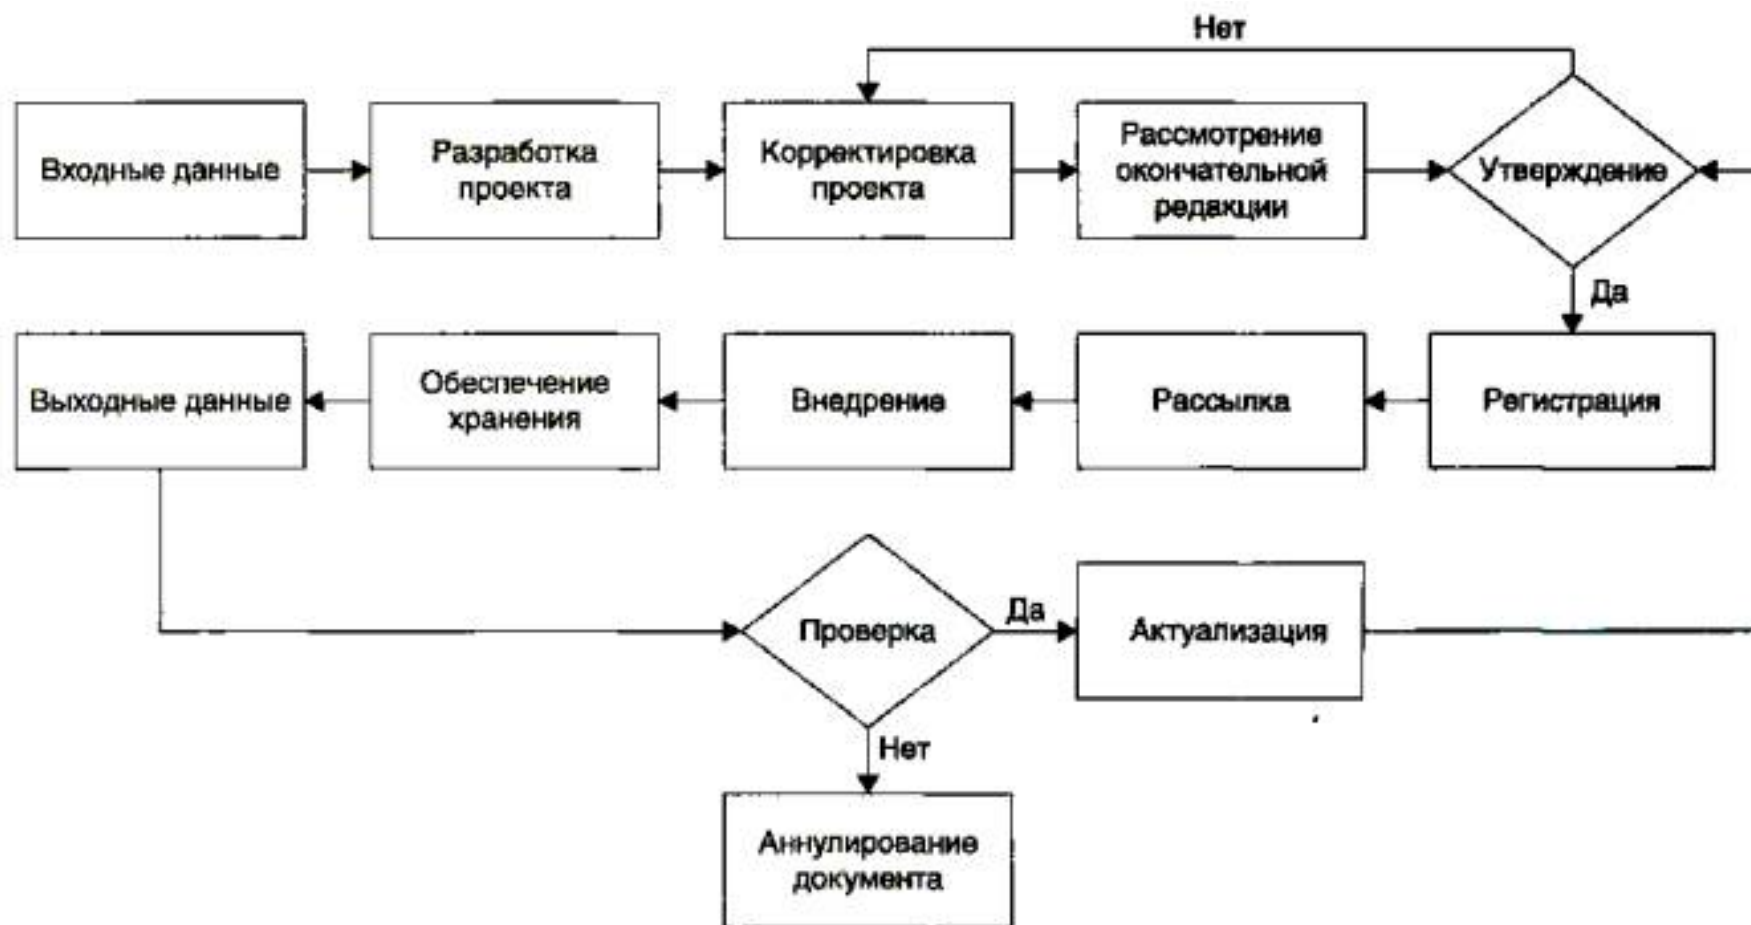 Нет
Входные данные
Разработка
проекта
Корректировка
проекта
Рассмотрение
окончательной
редакции
Утверждение
Да
Выходные данные
Обеспечение
хранения
Внедрение
Рассылка
Регистрация
Проверка
Да
Актуализация
Нет
Аннулирование
документа